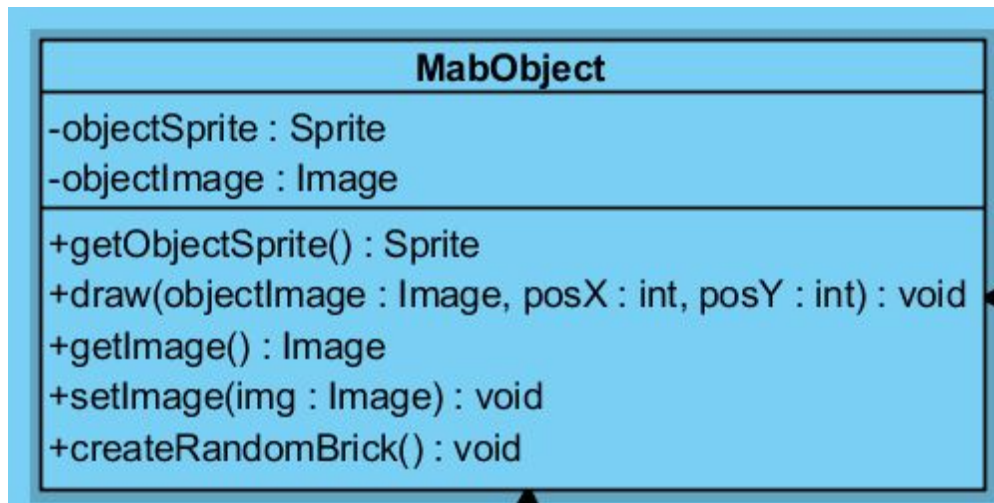 MabObject
-objectSprite : Sprite
-objectImage : Image
+getObjectSprite() : Sprite
+draw(objectImage : Image, posX : int, posY : int) : void
+getImage() : Image
+setImage(img : Image) : void
+createRandomBrick() : void